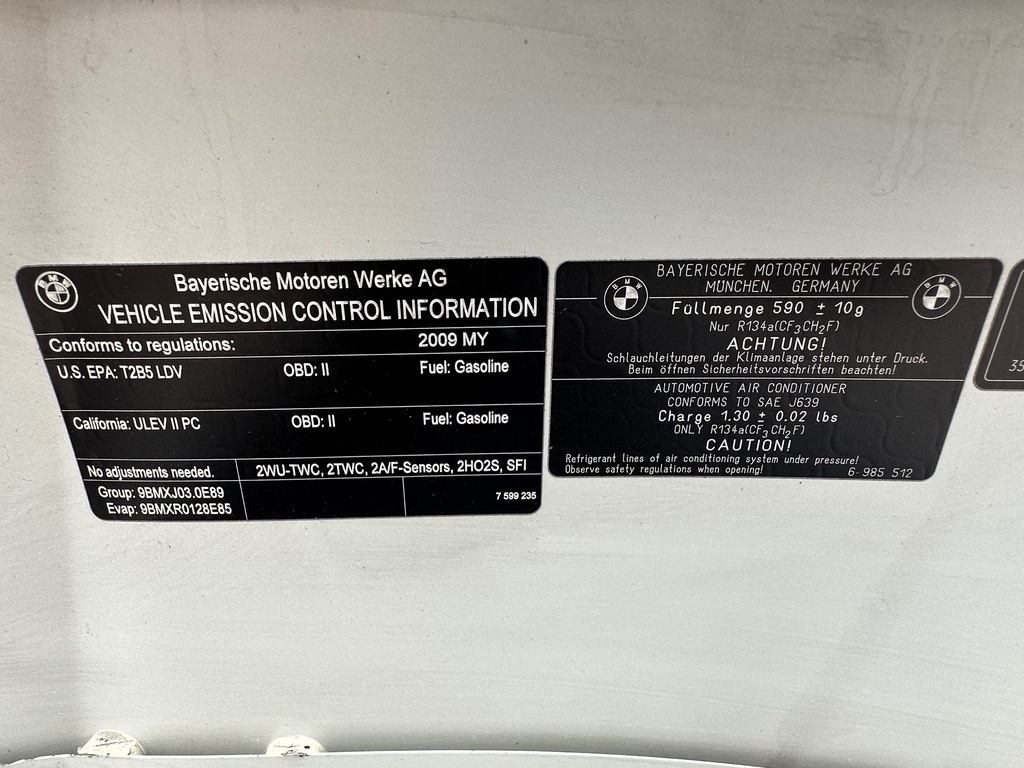 BMW
Bayerische Motoren Werke AG
VEHICLE EMISSION CONTROL INFORMATION
Conforms to regulations: 2009 MY
U.S. EPA: T2B5 LDV OBD: II Fuel: Gasoline
California: ULEV II PC OBD: II Fuel: Gasoline
No adjustments needed. 2WU-TWC, 2TWC, 2A/F-Sensors, 2HO2S, SFI
Group: 9BMXJ03.0E89
Evap: 9BMXR0128E85
7 599 235
BAYERISCHE MOTOREN WERKE AG
MÜNCHEN. GERMANY
BMW BMW
Füllmenge 590 ± 10g
Nur R134a(CF3CH2F)
ACHTUNG!
Schlauchleitungen der Klimaanlage stehen unter Druck.
Beim öffnen Sicherheitsvorschriften beachten!
AUTOMOTIVE AIR CONDITIONER
CONFORMS TO SAE J639
Charge 1.30 ± 0.02 lbs
ONLY R134a(CF3CH2F)
CAUTION!
Refrigerant lines of air conditioning system under pressure!
Observe safety regulations when opening!
6-985 512
35